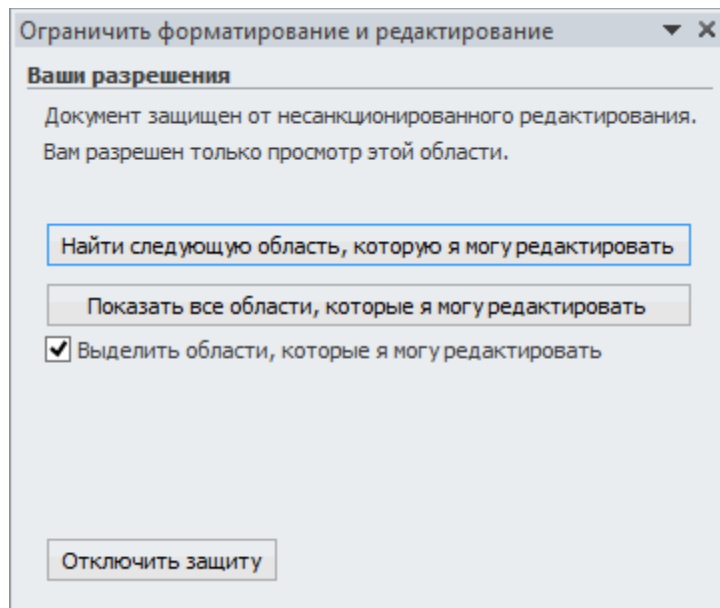 Ограничить форматирование и редактирование
Ваши разрешения
Документ защищен от несанкционированного редактирования.
Вам разрешен только просмотр этой области.
Найти следующую область, которую я могу редактировать
Показать все области, которые я могу редактировать
Выделить области, которые я могу редактировать
Отключить защиту